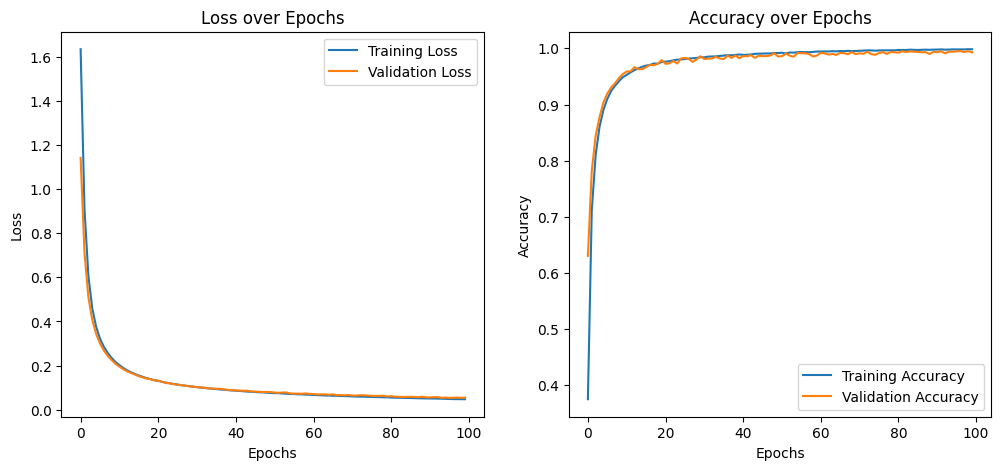 Loss over Epochs
Training Loss
Validation Loss
1.6
1.4
1.2
1.0
0.8
0.6
0.4
0.2
0.0
Loss
0 20 40 60 80 100
Epochs
Accuracy over Epochs
1.0
0.9
0.8
0.7
0.6
0.5
0.4
Accuracy
Training Accuracy
Validation Accuracy
0 20 40 60 80 100
Epochs